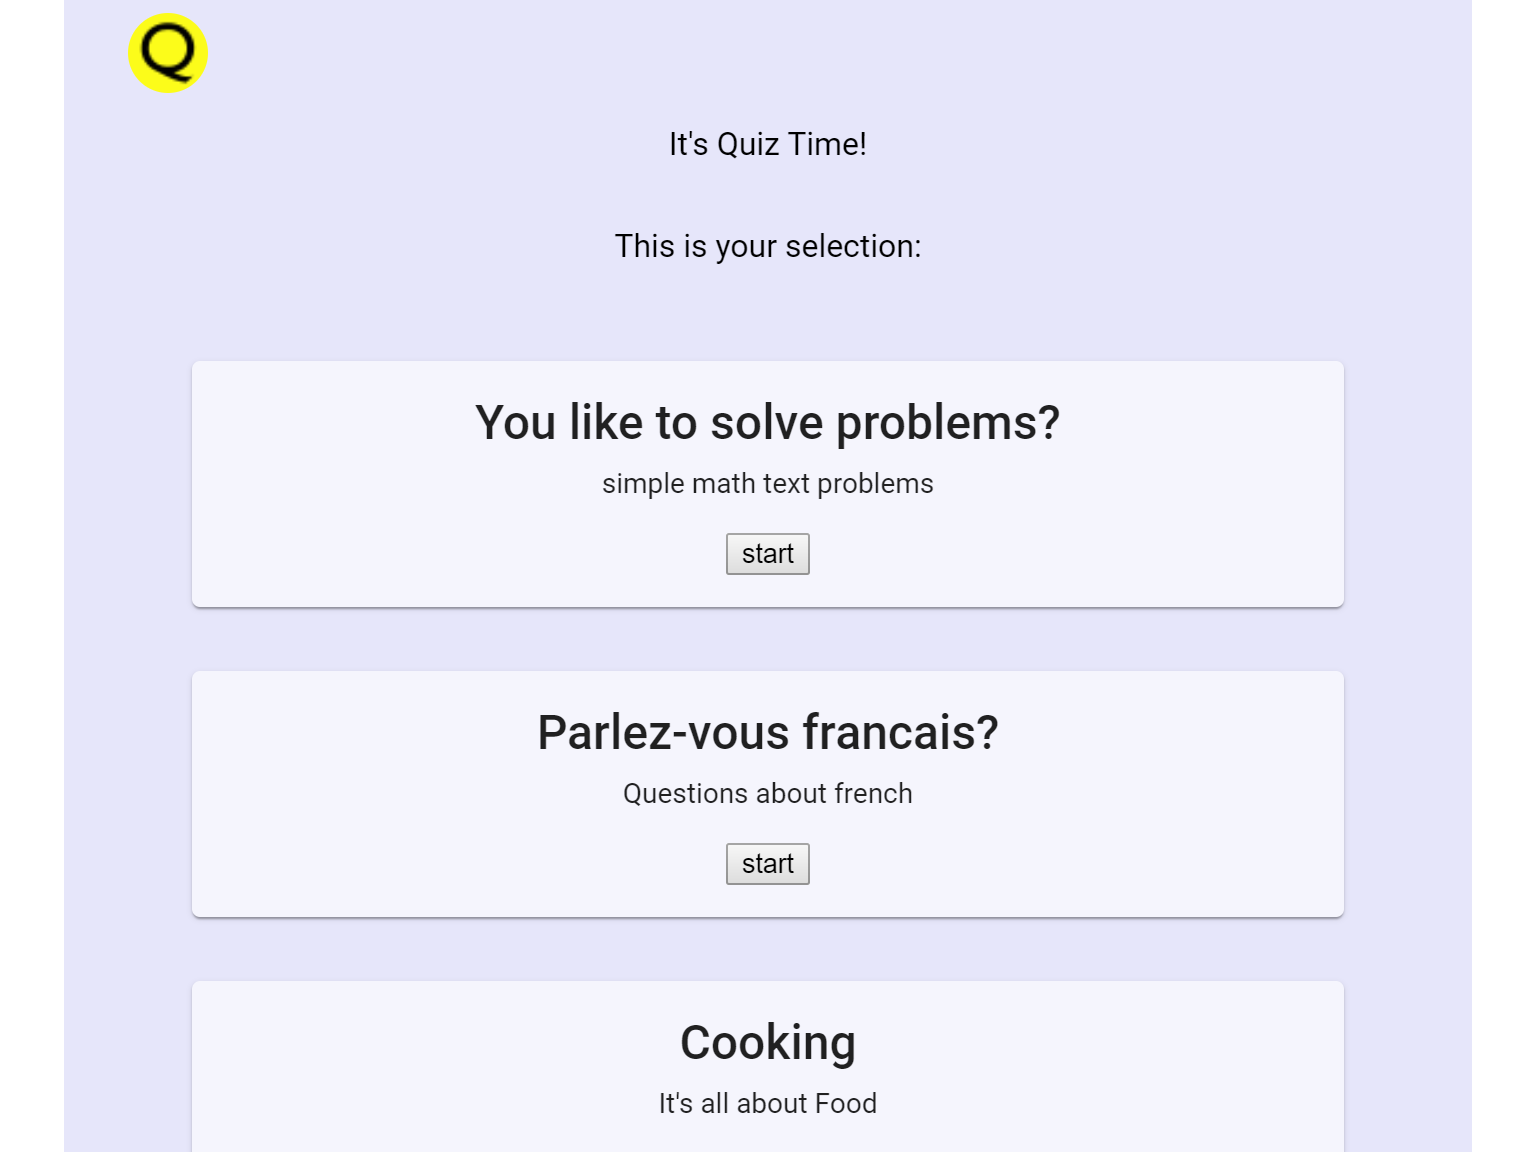 Q
It's Quiz Time!
This is your selection:
You like to solve problems?
simple math text problems
start
Parlez-vous francais?
Questions about french
start
Cooking
It's all about Food